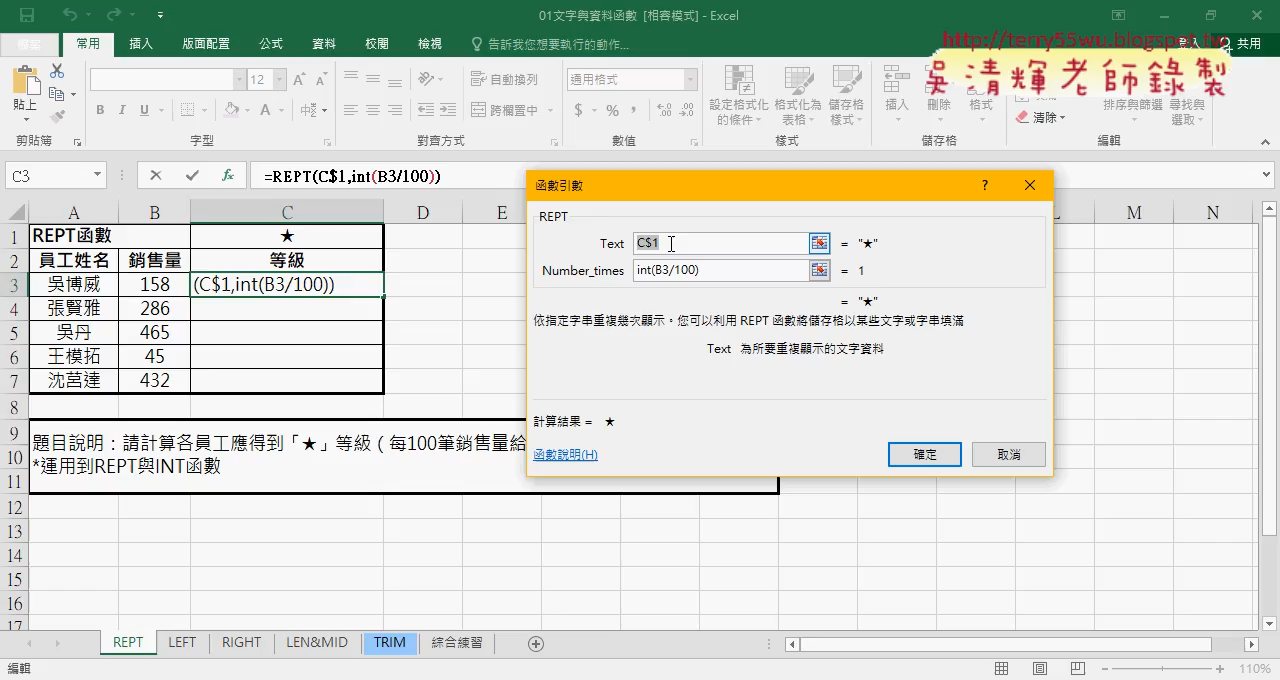 01文字與資料函數 [相容模式] - Excel
http://terry55wu.blogspot.tw
吳清輝老師錄製
常用 插入 版面配置 公式 資料 校閱 檢視 告訴我您想要執行的動作... 登入 共用
貼上
剪貼簿
12
B I U A
字型
自動換列
跨欄置中
對齊方式
通用格式
$ % ,
數值
設定格式化的條件
格式化為表格
儲存格樣式
樣式
插入 刪除 格式
儲存格
清除
排序與篩選
尋找與選取
編輯
C3
fx
=REPT(C$1,int(B3/100))
A B C D E L M N
1 REPT函數 ★
2 員工姓名 銷售量 等級
3 吳博威 158 (C$1,int(B3/100))
4 張賢雅 286
5 吳丹 465
6 王模拓 45
7 沈莒達 432
8
9 題目說明：請計算各員工應得到「★」等級（每100筆銷售量給
10 *運用到REPT與INT函數
11
12
13
14
15
16
17
函數引數
?
REPT
Text C$1 = "★"
Number_times int(B3/100) = 1
= "★"
依指定字串重複幾次顯示。您可以利用 REPT 函數將儲存格以某些文字或字串填滿
Text 為所要重複顯示的文字資料
計算結果 = ★
函數說明(H)
確定
取消
REPT LEFT RIGHT LEN&MID TRIM 綜合練習
編輯
110%